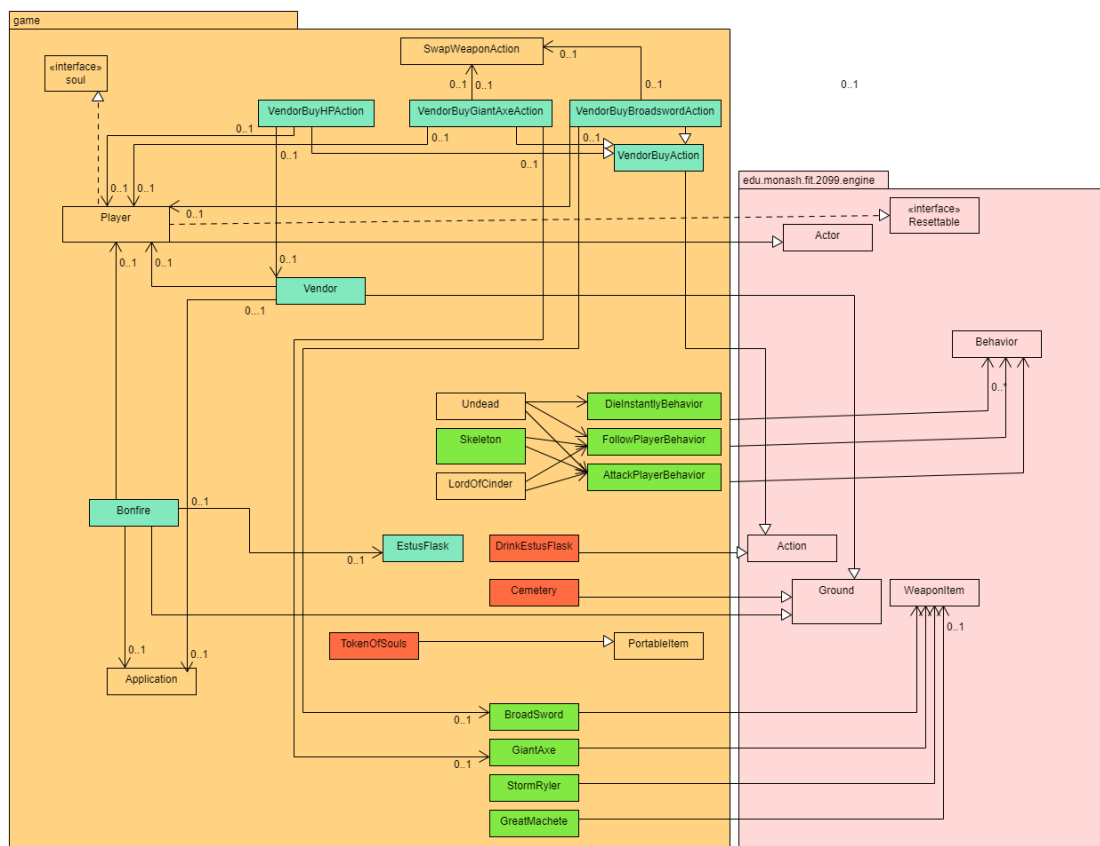 game
SwapWeaponAction
«interface»
soul
0..1
0..1
0..1 0..1
0..1
VendorBuyHPAction
VendorBuyGiantAxeAction
VendorBuyBroadswordAction
0..1
0..1
0..1
0..1
0..1
VendorBuyAction
0..1
edu.monash.fit.2099.engine
0..1
0..1
Player
0..1
«interface»
Resettable
Actor
0..1
0..1
0..1
Vendor
0...1
Behavior
0..*
Undead
DieInstantlyBehavior
Skeleton
FollowPlayerBehavior
LordOfCinder
AttackPlayerBehavior
0..1
Bonfire
EstusFlask
0..1
DrinkEstusFlask
Action
Cemetery
Ground
WeaponItem
0..1
TokenOfSouls
PortableItem
0..1
0..1
Application
BroadSword
0..1
GiantAxe
0..1
StormRyler
GreatMachete